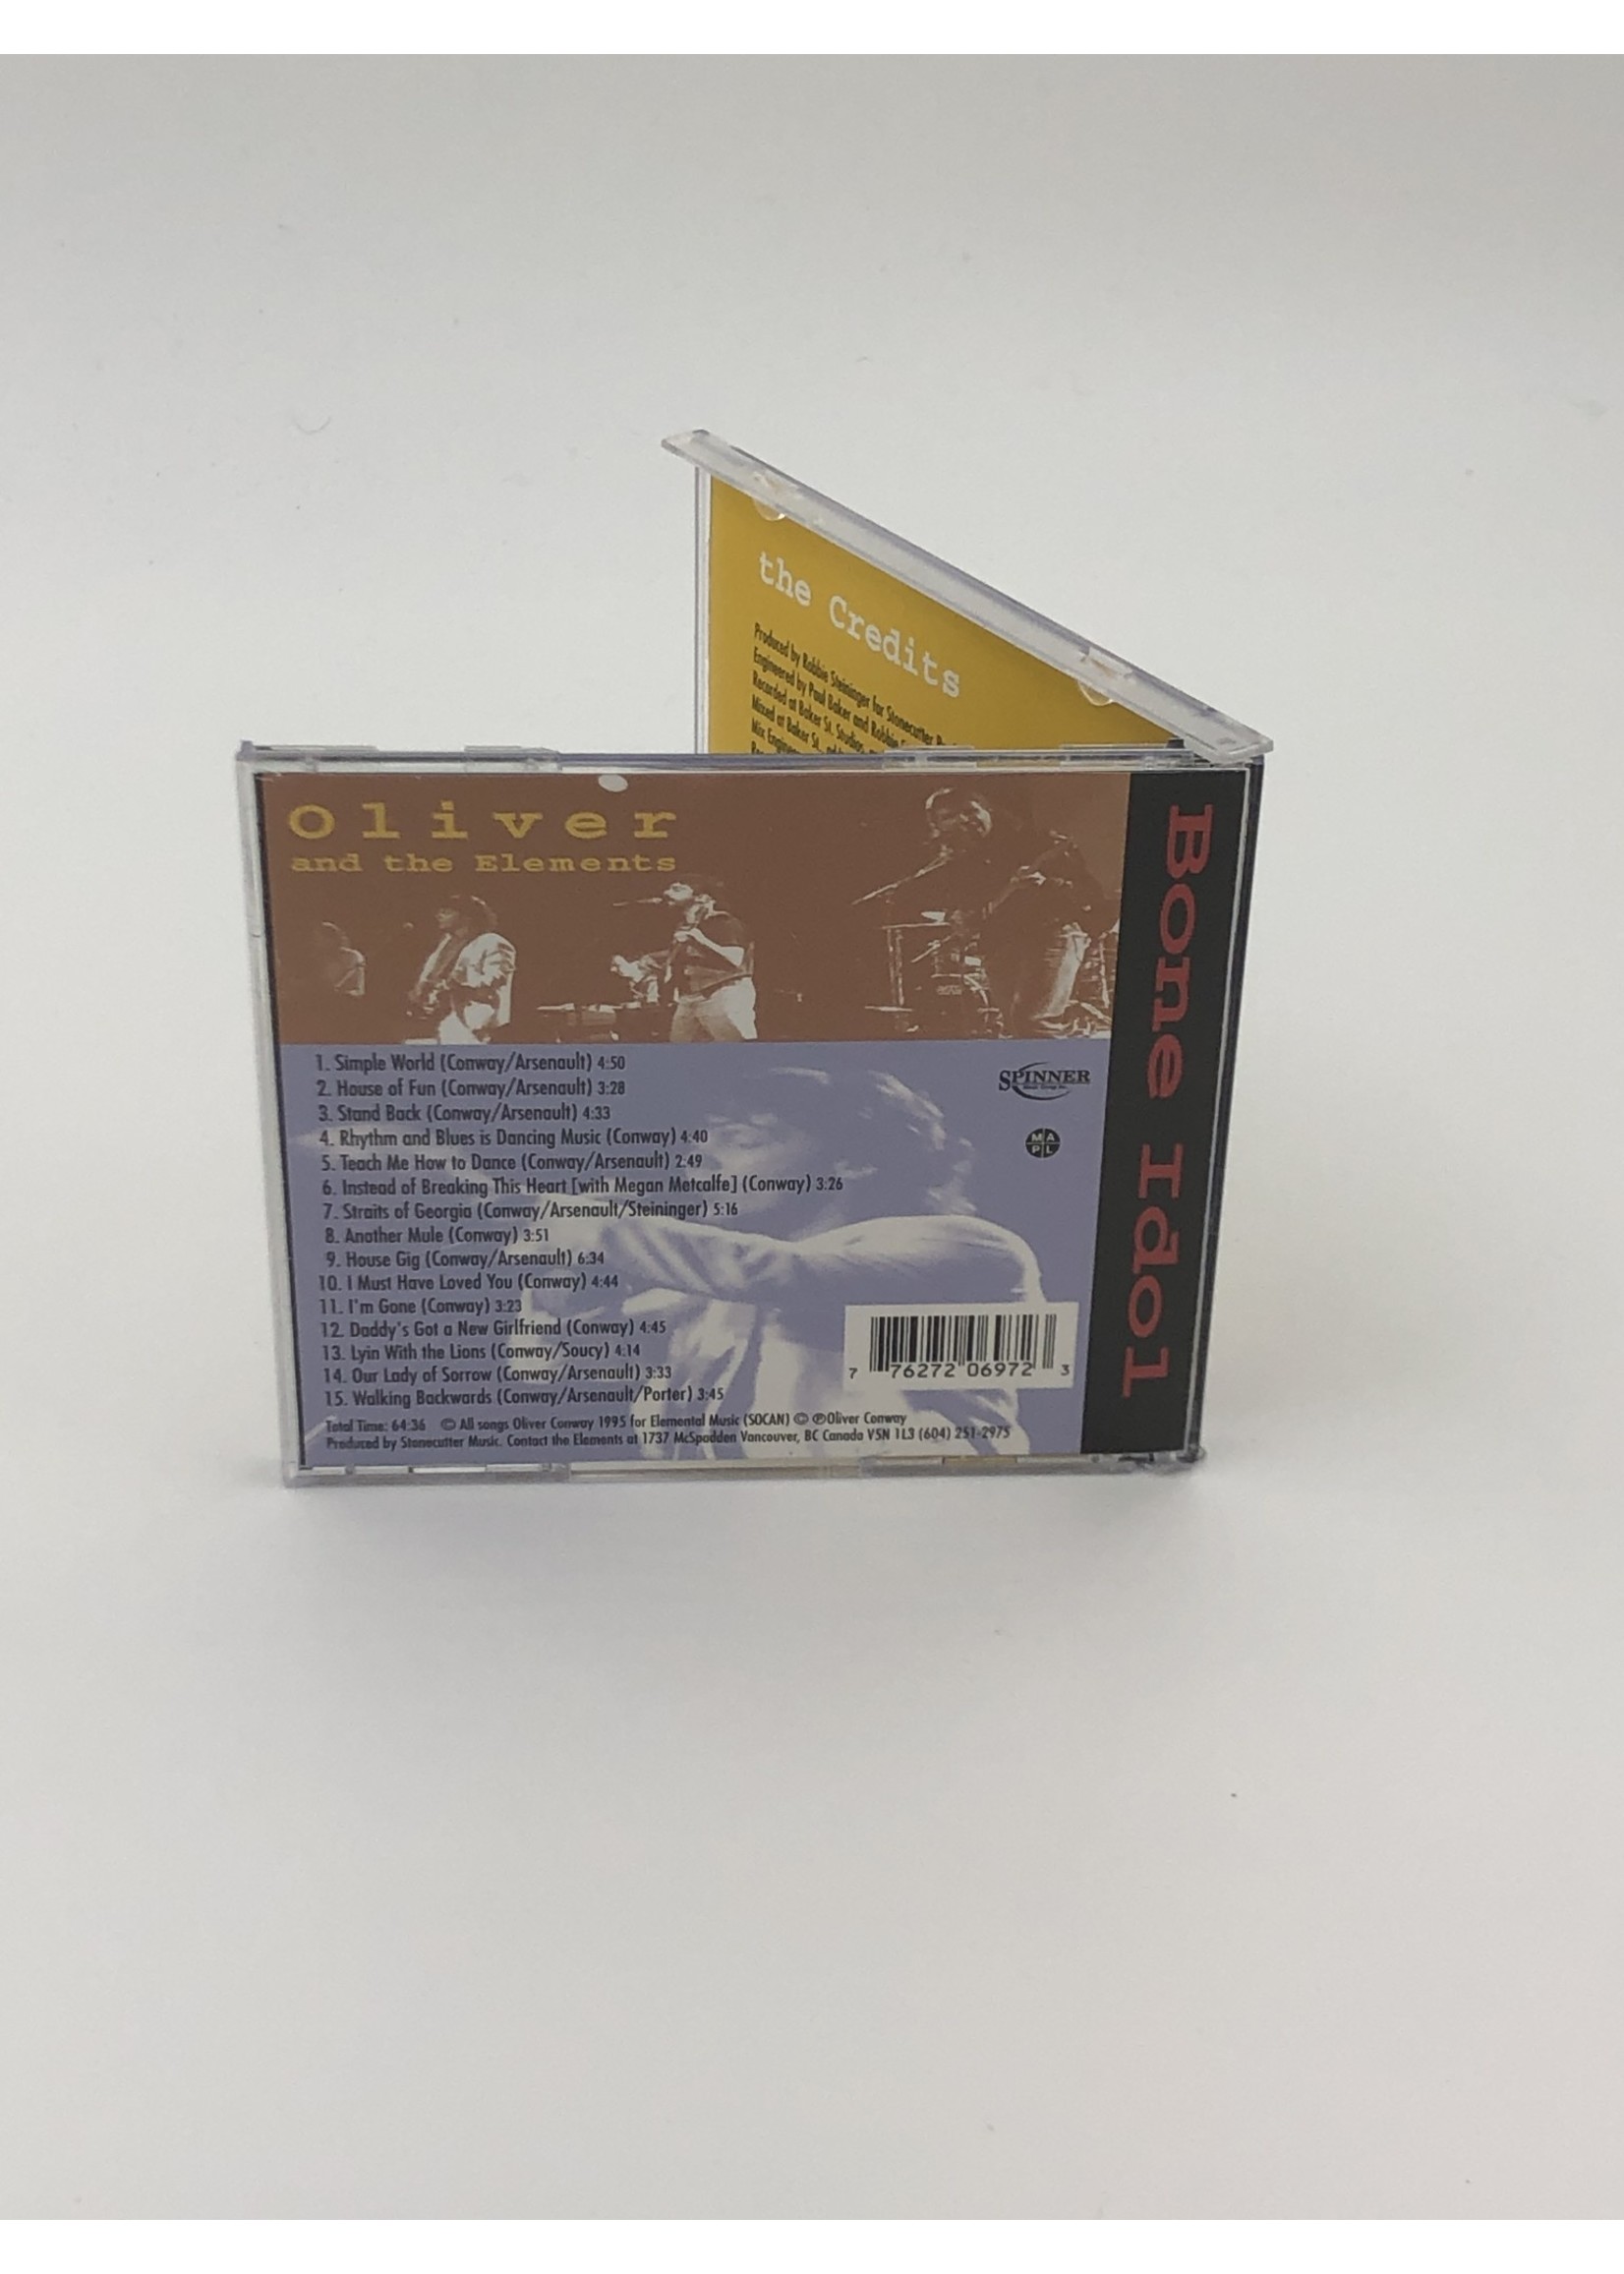 the Credits
Produced by Robbie Steininger for Stonecutter
Engineered by Paul Baker and Robbie
Recorded at Baker St. Studios
Mixed at Baker St.
Mix
Oliver
and the Elements
Bone Idol
1. Simple World (Conway/Arsenault) 4:50
2. House of Fun (Conway/Arsenault) 3:28
3. Stand Back (Conway/Arsenault) 4:33
4. Rhythm and Blues is Dancing Music (Conway) 4:40
5. Teach Me How to Dance (Conway/Arsenault) 2:49
6. Instead of Breaking This Heart [with Megan Metcalfe] (Conway) 3:26
7. Straits of Georgia (Conway/Arsenault/Steininger) 5:16
8. Another Mule (Conway) 3:51
9. House Gig (Conway/Arsenault) 6:34
10. I Must Have Loved You (Conway) 4:44
11. I'm Gone (Conway) 3:23
12. Daddy's Got a New Girlfriend (Conway) 4:45
13. Lyin With the Lions (Conway/Soucy) 4:14
14. Our Lady of Sorrow (Conway/Arsenault) 3:33
15. Walking Backwards (Conway/Arsenault/Porter) 3:45
Total Time: 64:36 © All songs Oliver Conway 1995 for Elemental Music (SOCAN) © ℗Oliver Conway
Produced by Stonecutter Music. Contact the Elements at 1737 McSpadden Vancouver, BC Canada V5N 1L3 (604) 251-2975
SPINNER
MA
PL
7 76272 06972 3